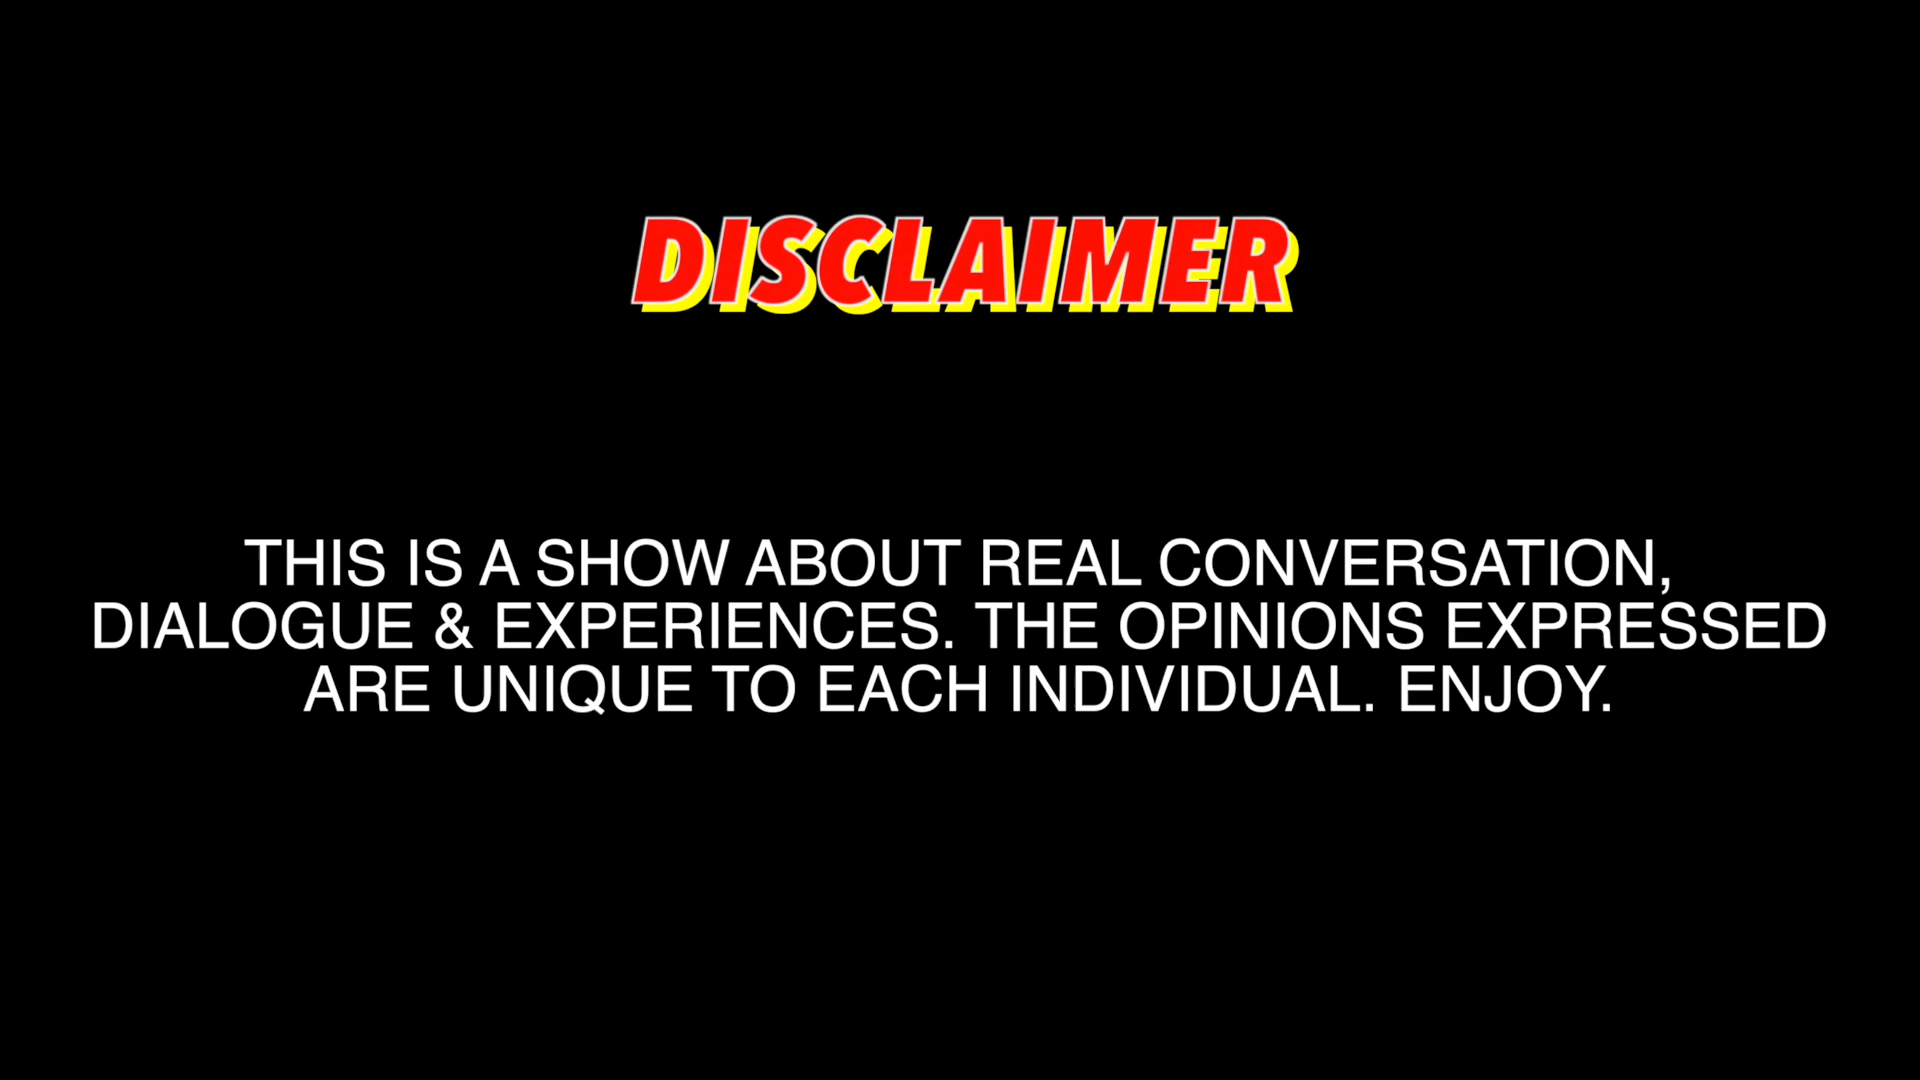 DISCLAIMER
THIS IS A SHOW ABOUT REAL CONVERSATION,
DIALOGUE & EXPERIENCES. THE OPINIONS EXPRESSED
ARE UNIQUE TO EACH INDIVIDUAL. ENJOY.